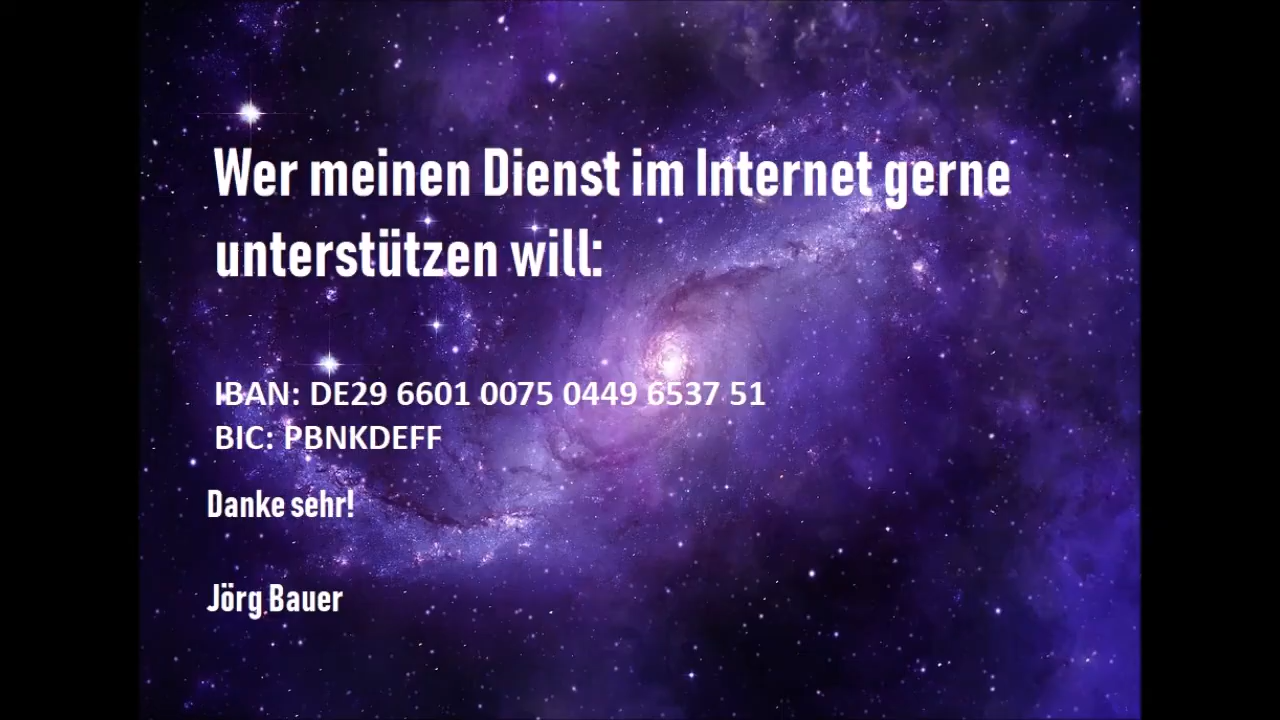 Wer meinen Dienst im Internet gerne
unterstützen will:
IBAN: DE29 6601 0075 0449 6537 51
BIC: PBNKDEFF
Danke sehr!
Jörg Bauer